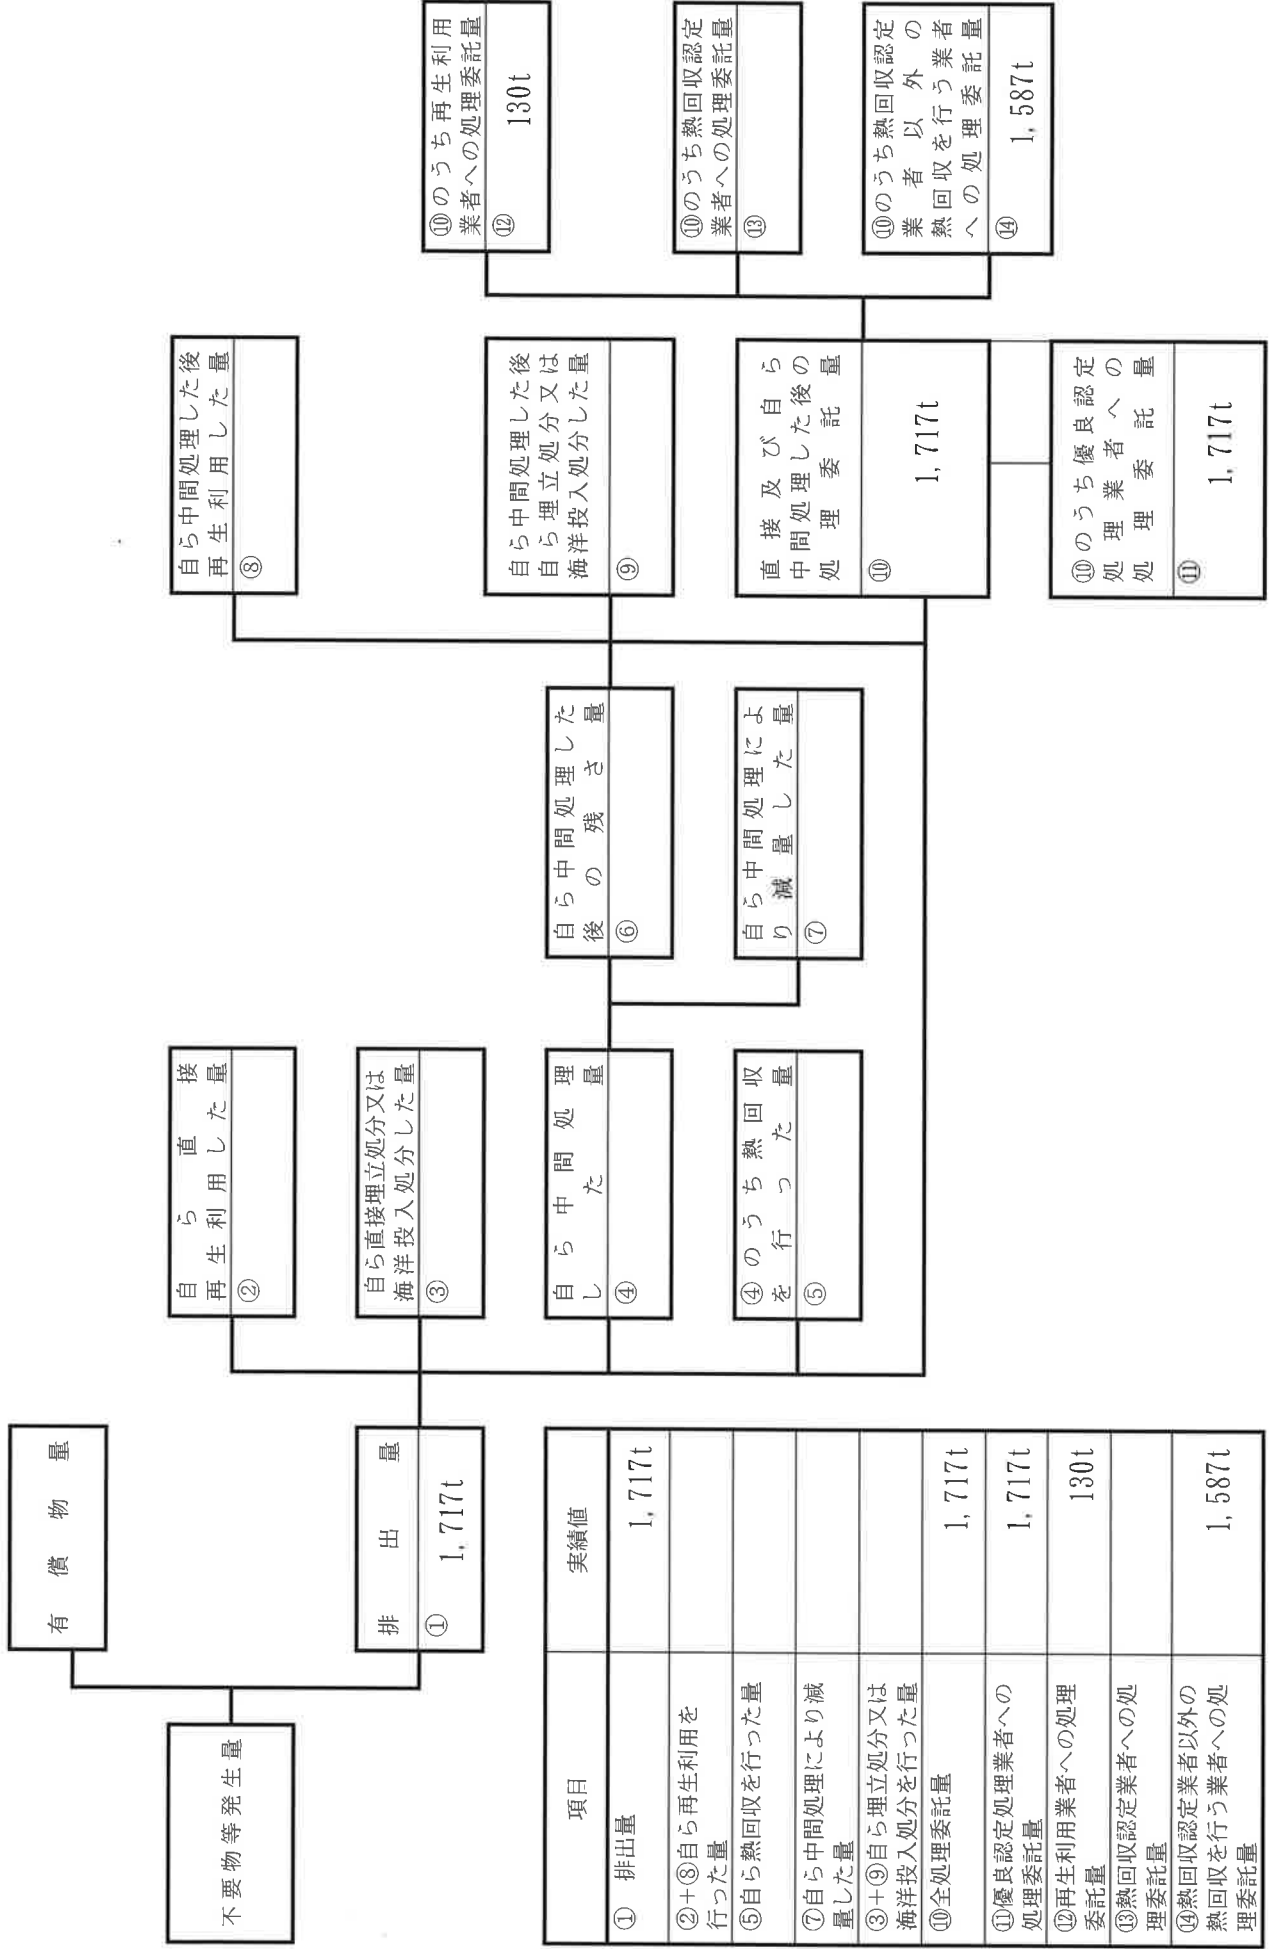 有償物量
不要物等発生量
排出量
① 1,717t
自ら直接
再生利用した量
②
自ら直接埋立処分又は
海洋投入処分した量
③
自ら中間処理
した量
④
④のうち熱回収
を行った量
⑤
自ら中間処理した
後の残さ量
⑥
自ら中間処理によ
り減量した量
⑦
自ら中間処理した後
再生利用した量
⑧
自ら中間処理した後
自ら埋立処分又は
海洋投入処分した量
⑨
直接及び自ら
中間処理した後の
処理委託量
⑩
1,717t
⑩のうち優良認定
処理業者への
処理委託量
⑪
1,717t
⑩のうち再生利用
業者への処理委託量
⑫
130t
⑩のうち熱回収認定
業者への処理委託量
⑬
⑩のうち熱回収認定
業者以外の
熱回収を行う業者
への処理委託量
⑭
1,587t
項目 実績値
① 排出量 1,717t
②+⑧自ら再生利用を
行った量
⑤自ら熱回収を行った量
⑦自ら中間処理により減
量した量
③+⑨自ら埋立処分又は
海洋投入処分を行った量
⑩全処理委託量 1,717t
⑪優良認定処理業者への
処理委託量 1,717t
⑫再生利用業者への処理
委託量 130t
⑬熱回収認定業者への処
理委託量
⑭熱回収認定業者以外の
熱回収を行う業者への処
理委託量 1,587t